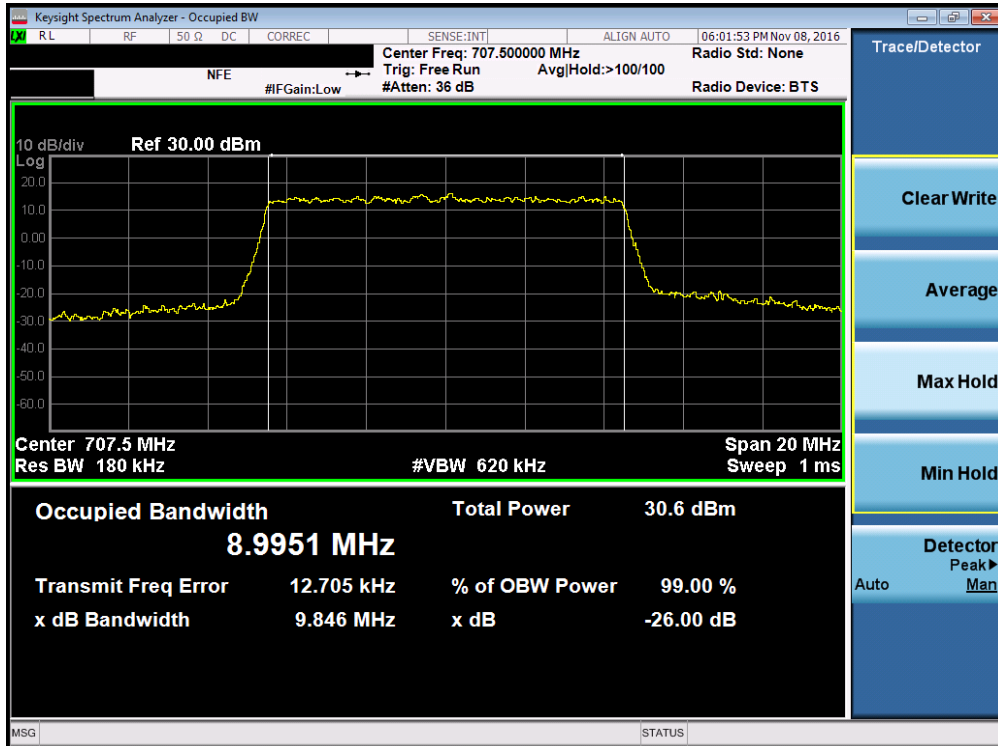 Keysight Spectrum Analyzer - Occupied BW
LXI RL RF 50 Ω DC CORREC SENSE:INT ALIGN AUTO 06:01:53 PM Nov 08, 2016
Center Freq: 707.500000 MHz Radio Std: None
NFE Trig: Free Run Avg|Hold:>100/100
#IFGain:Low #Atten: 36 dB Radio Device: BTS
10 dB/div Ref 30.00 dBm
Log
20.0
10.0
0.00
-10.0
-20.0
-30.0
-40.0
-50.0
-60.0
Center 707.5 MHz Span 20 MHz
Res BW 180 kHz #VBW 620 kHz Sweep 1 ms
Occupied Bandwidth Total Power 30.6 dBm
8.9951 MHz
Transmit Freq Error 12.705 kHz % of OBW Power 99.00 %
x dB Bandwidth 9.846 MHz x dB -26.00 dB
MSG STATUS
Trace/Detector
Clear Write
Average
Max Hold
Min Hold
Detector
Peak▶
Auto Man